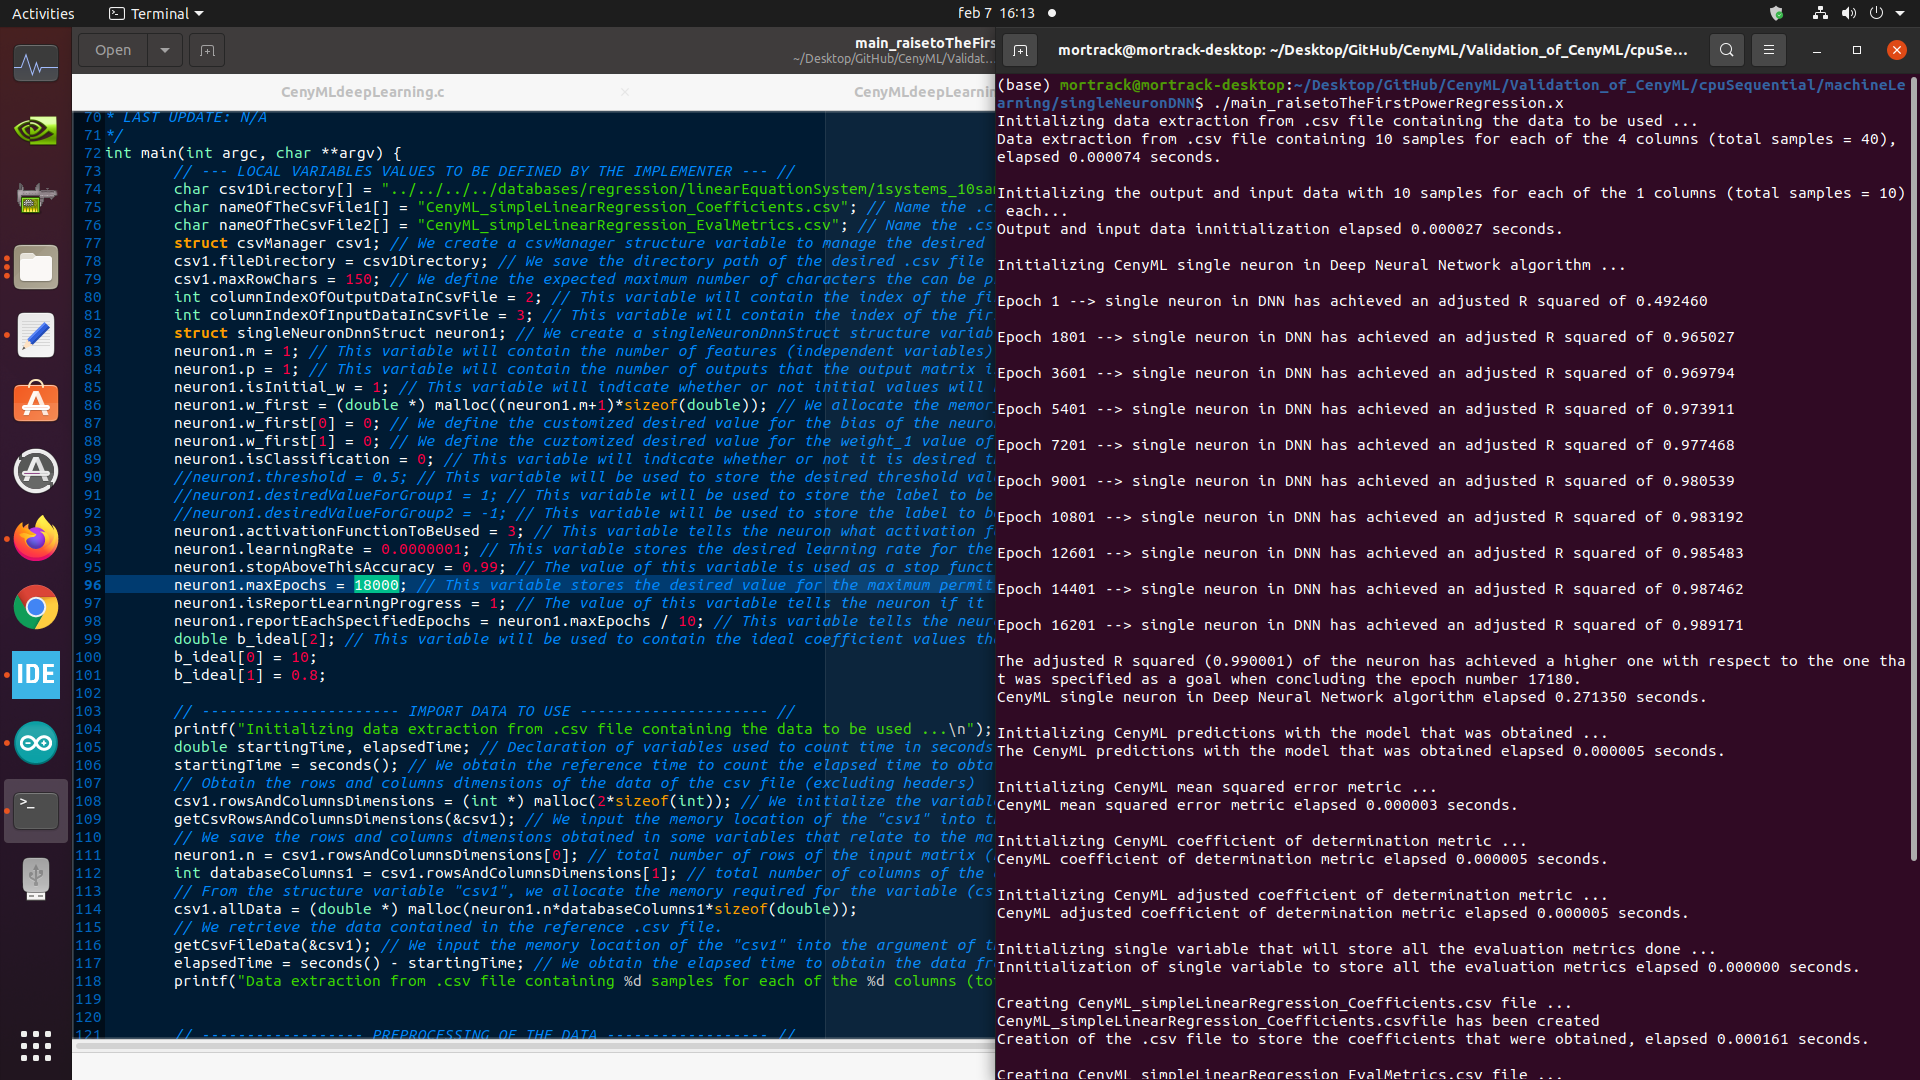 Activities
Terminal
feb 7 16:13
Open
main_raisetoTheFirs
~/Desktop/GitHub/CenyML/Validat...
CenyMLdeepLearning.c
CenyMLdeepLearnin
70 * LAST UPDATE: N/A
71 */
72 int main(int argc, char **argv) {
73 // --- LOCAL VARIABLES VALUES TO BE DEFINED BY THE IMPLEMENTER --- //
74 char csv1Directory[] = "../../../../databases/regression/linearEquationSystem/1systems_10sam
75 char nameOfTheCsvFile1[] = "CenyML_simpleLinearRegression_Coefficients.csv"; // Name the .c
76 char nameOfTheCsvFile2[] = "CenyML_simpleLinearRegression_EvalMetrics.csv"; // Name the .cs
77 struct csvManager csv1; // We create a csvManager structure variable to manage the desired
78 csv1.fileDirectory = csv1Directory; // We save the directory path of the desired .csv file
79 csv1.maxRowChars = 150; // We define the expected maximum number of characters the can be p
80 int columnIndexOfOutputDataInCsvFile = 2; // This variable will contain the index of the fi
81 int columnIndexOfInputDataInCsvFile = 3; // This variable will contain the index of the fir
82 struct singleNeuronDnnStruct neuron1; // We create a singleNeuronDnnStruct structure variab
83 neuron1.m = 1; // This variable will contain the number of features (independent variables)
84 neuron1.p = 1; // This variable will contain the number of outputs that the output matrix i
85 neuron1.isInitial_w = 1; // This variable will indicate whether or not initial values will
86 neuron1.w_first = (double *) malloc((neuron1.m+1)*sizeof(double)); // We allocate the memor
87 neuron1.w_first[0] = 0; // We define the customized desired value for the bias of the neuro
88 neuron1.w_first[1] = 0; // We define the cuztomized desired value for the weight_1 value of
89 neuron1.isClassification = 0; // This variable will indicate whether or not it is desired t
90 //neuron1.threshold = 0.5; // This variable will be used to store the desired threshold val
91 //neuron1.desiredValueForGroup1 = 1; // This variable will be used to store the label to be
92 //neuron1.desiredValueForGroup2 = -1; // This variable will be used to store the label to be
93 neuron1.activationFunctionToBeUsed = 3; // This variable tells the neuron what activation f
94 neuron1.learningRate = 0.0000001; // This variable stores the desired learning rate for the
95 neuron1.stopAboveThisAccuracy = 0.99; // The value of this variable is used as a stop funct
96 neuron1.maxEpochs = 18000; // This variable stores the desired value for the maximum permit
97 neuron1.isReportLearningProgress = 1; // The value of this variable tells the neuron if it
98 neuron1.reportEachSpecifiedEpochs = neuron1.maxEpochs / 10; // This variable tells the neur
99 double b_ideal[2]; // This variable will be used to contain the ideal coefficient values th
100 b_ideal[0] = 10;
101 b_ideal[1] = 0.8;
102
103 // ---------------------- IMPORT DATA TO USE --------------------- //
104 printf("Initializing data extraction from .csv file containing the data to be used ...\n");
105 double startingTime, elapsedTime; // Declaration of variables used to count time in seconds
106 startingTime = seconds(); // We obtain the reference time to count the elapsed time to obta
107 // Obtain the rows and columns dimensions of the data of the csv file (excluding headers)
108 csv1.rowsAndColumnsDimensions = (int *) malloc(2*sizeof(int)); // We initialize the variabl
109 getCsvRowsAndColumnsDimensions(&csv1); // We input the memory location of the "csv1" into t
110 // We save the rows and columns dimensions obtained in some variables that relate to the ma
111 neuron1.n = csv1.rowsAndColumnsDimensions[0]; // total number of rows of the input matrix (
112 int databaseColumns1 = csv1.rowsAndColumnsDimensions[1]; // total number of columns of the
113 // From the structure variable "csv1", we allocate the memory required for the variable (cs
114 csv1.allData = (double *) malloc(neuron1.n*databaseColumns1*sizeof(double));
115 // We retrieve the data contained in the reference .csv file.
116 getCsvFileData(&csv1); // We input the memory location of the "csv1" into the argument of t
117 elapsedTime = seconds() - startingTime; // We obtain the elapsed time to obtain the data fr
118 printf("Data extraction from .csv file containing %d samples for each of the %d columns (to
119
120
121 // ------------------ PREPROCESSING OF THE DATA ----------------- //
mortrack@mortrack-desktop: ~/Desktop/GitHub/CenyML/Validation_of_CenyML/cpuSe...
(base) mortrack@mortrack-desktop:~/Desktop/GitHub/CenyML/Validation_of_CenyML/cpuSequential/machineLe
arning/singleNeuronDNN$ ./main_raisetoTheFirstPowerRegression.x
Initializing data extraction from .csv file containing the data to be used ...
Data extraction from .csv file containing 10 samples for each of the 4 columns (total samples = 40),
elapsed 0.000074 seconds.
Initializing the output and input data with 10 samples for each of the 1 columns (total samples = 10)
each...
Output and input data innitialization elapsed 0.000027 seconds.
Initializing CenyML single neuron in Deep Neural Network algorithm ...
Epoch 1 --> single neuron in DNN has achieved an adjusted R squared of 0.492460
Epoch 1801 --> single neuron in DNN has achieved an adjusted R squared of 0.965027
Epoch 3601 --> single neuron in DNN has achieved an adjusted R squared of 0.969794
Epoch 5401 --> single neuron in DNN has achieved an adjusted R squared of 0.973911
Epoch 7201 --> single neuron in DNN has achieved an adjusted R squared of 0.977468
Epoch 9001 --> single neuron in DNN has achieved an adjusted R squared of 0.980539
Epoch 10801 --> single neuron in DNN has achieved an adjusted R squared of 0.983192
Epoch 12601 --> single neuron in DNN has achieved an adjusted R squared of 0.985483
Epoch 14401 --> single neuron in DNN has achieved an adjusted R squared of 0.987462
Epoch 16201 --> single neuron in DNN has achieved an adjusted R squared of 0.989171
The adjusted R squared (0.990001) of the neuron has achieved a higher one with respect to the one tha
t was specified as a goal when concluding the epoch number 17180.
CenyML single neuron in Deep Neural Network algorithm elapsed 0.271350 seconds.
Initializing CenyML predictions with the model that was obtained ...
The CenyML predictions with the model that was obtained elapsed 0.000005 seconds.
Initializing CenyML mean squared error metric ...
CenyML mean squared error metric elapsed 0.000003 seconds.
Initializing CenyML coefficient of determination metric ...
CenyML coefficient of determination metric elapsed 0.000005 seconds.
Initializing CenyML adjusted coefficient of determination metric ...
CenyML adjusted coefficient of determination metric elapsed 0.000005 seconds.
Initializing single variable that will store all the evaluation metrics done ...
Innitialization of single variable to store all the evaluation metrics elapsed 0.000000 seconds.
Creating CenyML_simpleLinearRegression_Coefficients.csv file ...
CenyML_simpleLinearRegression_Coefficients.csvfile has been created
Creation of the .csv file to store the coefficients that were obtained, elapsed 0.000161 seconds.
Creating CenyML_simpleLinearRegression_EvalMetrics.csv file ...
IDE